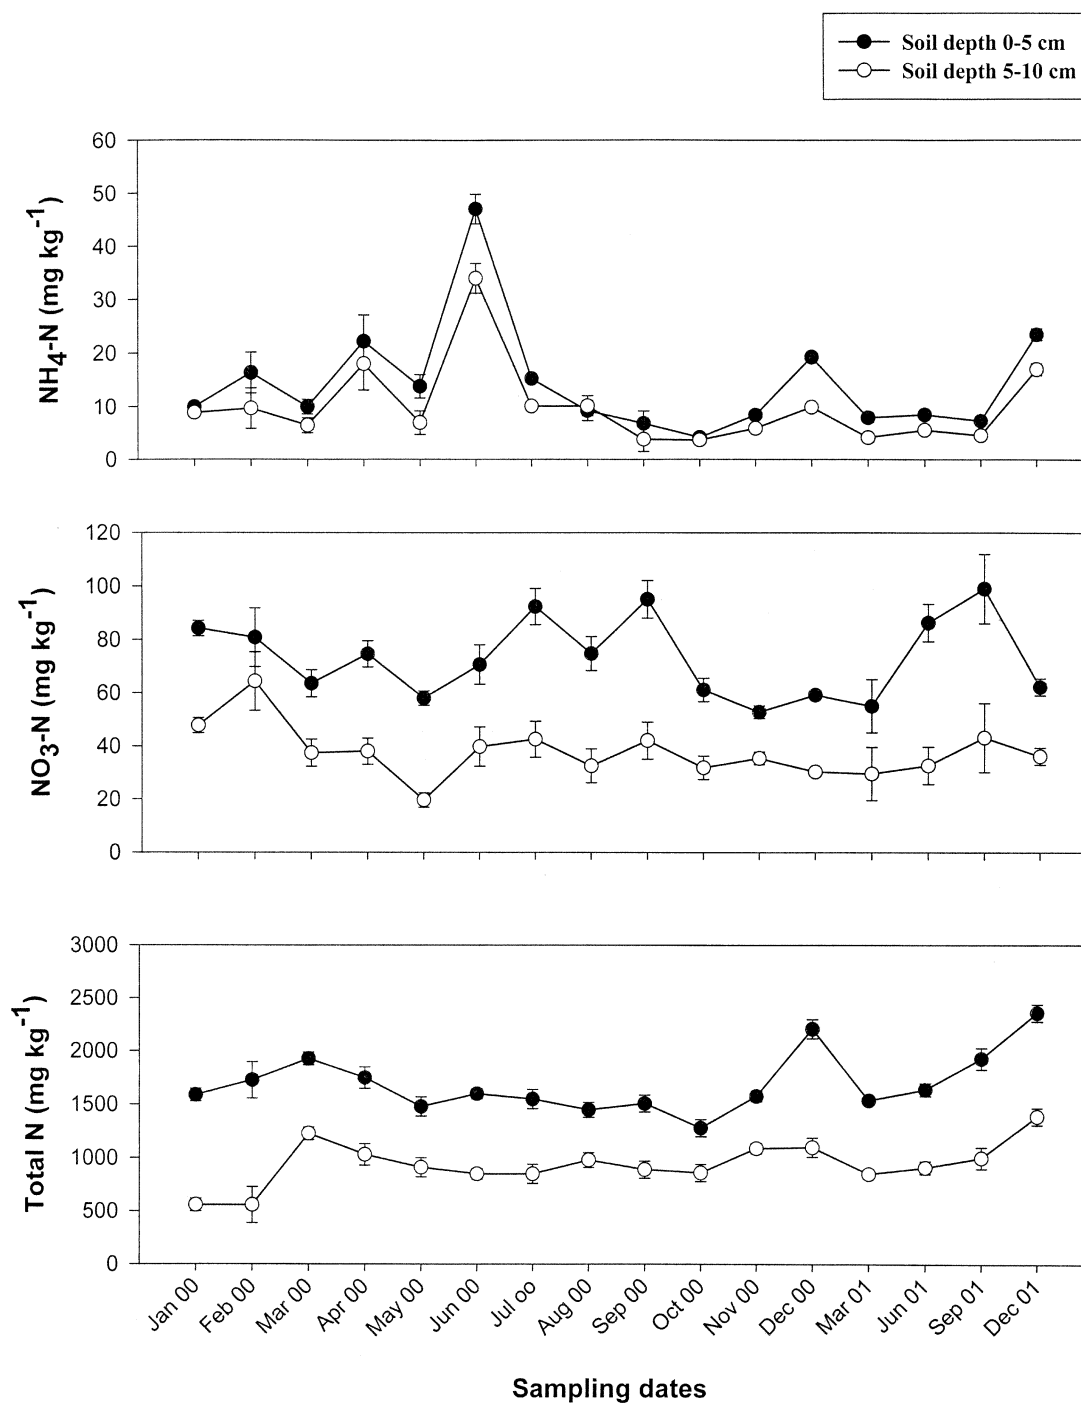 Soil depth 0-5 cm
Soil depth 5-10 cm
60
50
40
30
20
10
0
NH4-N (mg kg-1)
120
100
80
60
40
20
0
NO3-N (mg kg-1)
3000
2500
2000
1500
1000
500
0
Total N (mg kg-1)
Jan 00
Feb 00
Mar 00
Apr 00
May 00
Jun 00
Jul oo
Aug 00
Sep 00
Oct 00
Nov 00
Dec 00
Mar 01
Jun 01
Sep 01
Dec 01
Sampling dates